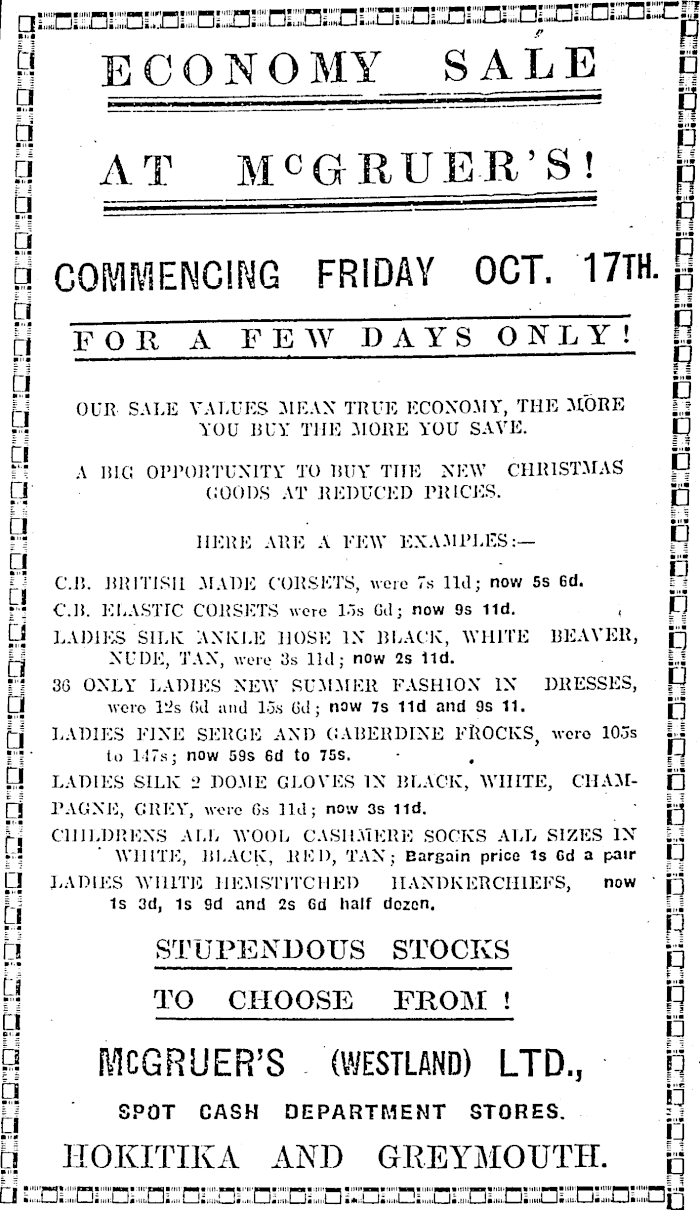 ECONOMY SALE
AT McGRUER'S!
COMMENCING FRIDAY OCT. 17TH.
FOR A FEW DAYS ONLY!
OUR SALE VALUES MEAN TRUE ECONOMY, THE MORE
YOU BUY THE MORE YOU SAVE.
A BIG OPPORTUNITY TO BUY THE NEW CHRISTMAS
GOODS AT REDUCED PRICES.
HERE ARE A FEW EXAMPLES:—
C.B. BRITISH MADE CORSETS, were 7s 11d; now 5s 6d.
C.B. ELASTIC CORSETS were 15s 6d; now 9s 11d.
LADIES SILK ANKLE HOSE IN BLACK, WHITE BEAVER,
NUDE, TAN, were 3s 11d; now 2s 11d.
36 ONLY LADIES NEW SUMMER FASHION IN DRESSES,
were 12s 6d and 15s 6d; now 7s 11d and 9s 11.
LADIES FINE SERGE AND GABERDINE FROCKS, were 105s
to 147s; now 59s 6d to 75s.
LADIES SILK 2 DOME GLOVES IN BLACK, WHITE, CHAM-
PAGNE, GREY, were 6s 11d; now 3s 11d.
CHILDRENS ALL WOOL CASHMERE SOCKS ALL SIZES IN
WHITE, BLACK, RED, TAN; Bargain price 1s 6d a pair
LADIES WHITE HEMSTITCHED HANDKERCHIEFS, now
1s 3d, 1s 9d and 2s 6d half dozen.
STUPENDOUS STOCKS
TO CHOOSE FROM!
McGRUER'S (WESTLAND) LTD.,
SPOT CASH DEPARTMENT STORES.
HOKITIKA AND GREYMOUTH.